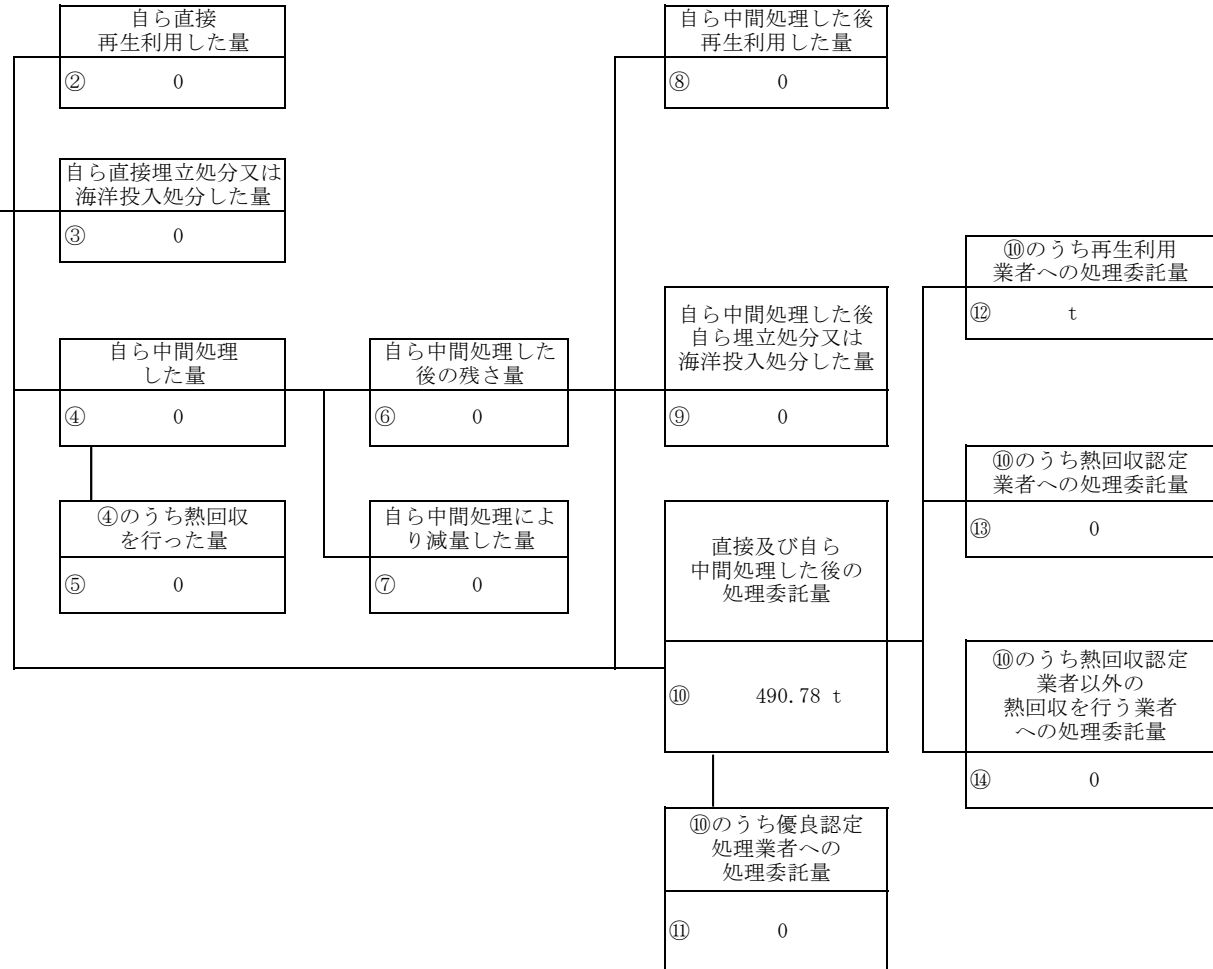 自ら直接
再生利用した量
② 0
自ら中間処理した後
再生利用した量
⑧ 0
自ら直接埋立処分又は
海洋投入処分した量
③ 0
⑩のうち再生利用
業者への処理委託量
⑫ t
自ら中間処理した後
自ら埋立処分又は
海洋投入処分した量
⑨ 0
自ら中間処理
した量
④ 0
自ら中間処理した
後の残さ量
⑥ 0
⑩のうち熱回収認定
業者への処理委託量
⑬ 0
④のうち熱回収
を行った量
⑤ 0
自ら中間処理によ
り減量した量
⑦ 0
直接及び自ら
中間処理した後の
処理委託量
⑩ 490.78 t
⑩のうち熱回収認定
業者以外の
熱回収を行う業者
への処理委託量
⑭ 0
⑩のうち優良認定
処理業者への
処理委託量
⑪ 0